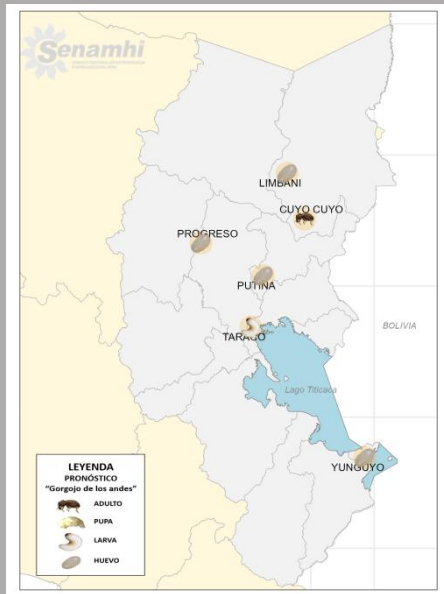 Senamhi
LIMBANI
CUYO CUYO
PROGRESO
PUTINA
TARACO
BOLIVIA
Lago Titicaca
YUNGUYO
LEYENDA
PRONÓSTICO
"Gorgojo de los andes"
ADULTO
PUPA
LARVA
HUEVO